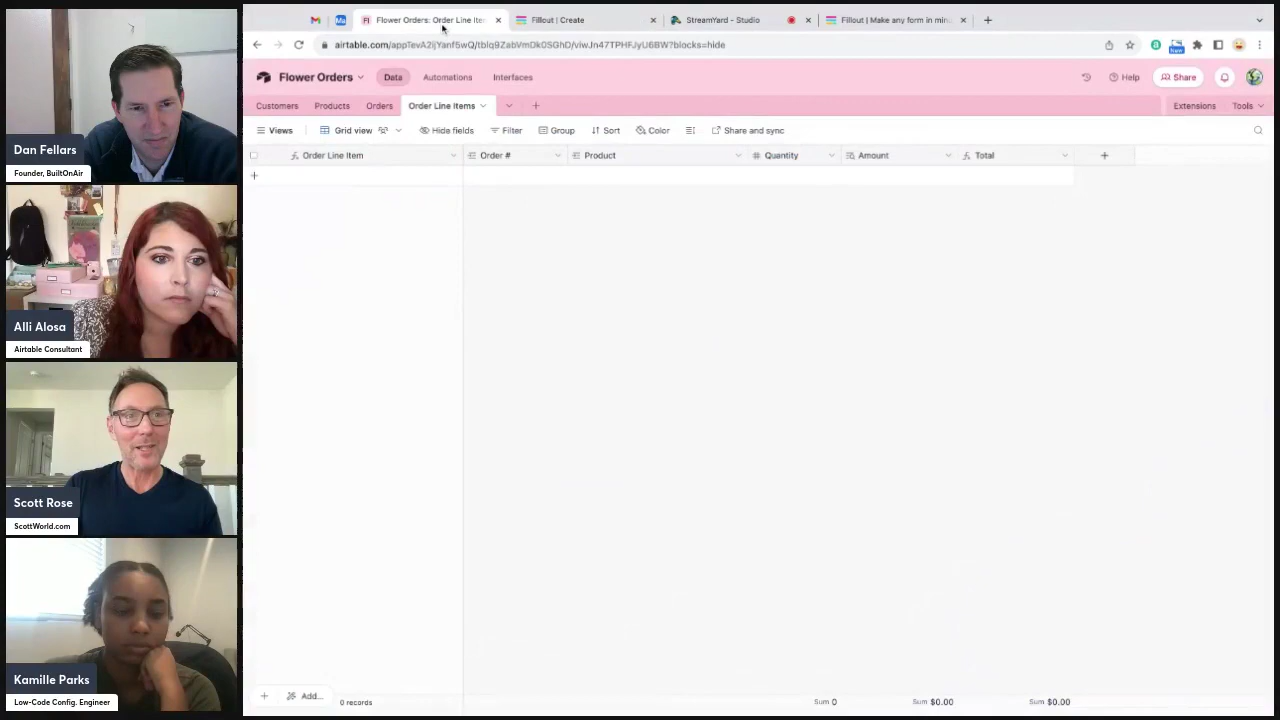 Dan Fellars
Founder, BuiltOnAir
Alli Alosa
Airtable Consultant
Scott Rose
ScottWorld.com
Kamille Parks
Low-Code Config. Engineer
Flower Orders: Order Line Iter
Fillout | Create
StreamYard - Studio
Fillout | Make any form in minu
Flower Orders
Data
Automations
Interfaces
Help
Share
Customers
Products
Orders
Order Line Items
Extensions
Tools
Views
Grid view
Hide fields
Filter
Group
Sort
Color
Share and sync
Order Line Item
Order #
Product
Quantity
Amount
Total
Add...
0 records
Sum 0
Sum $0.00
Sum $0.00